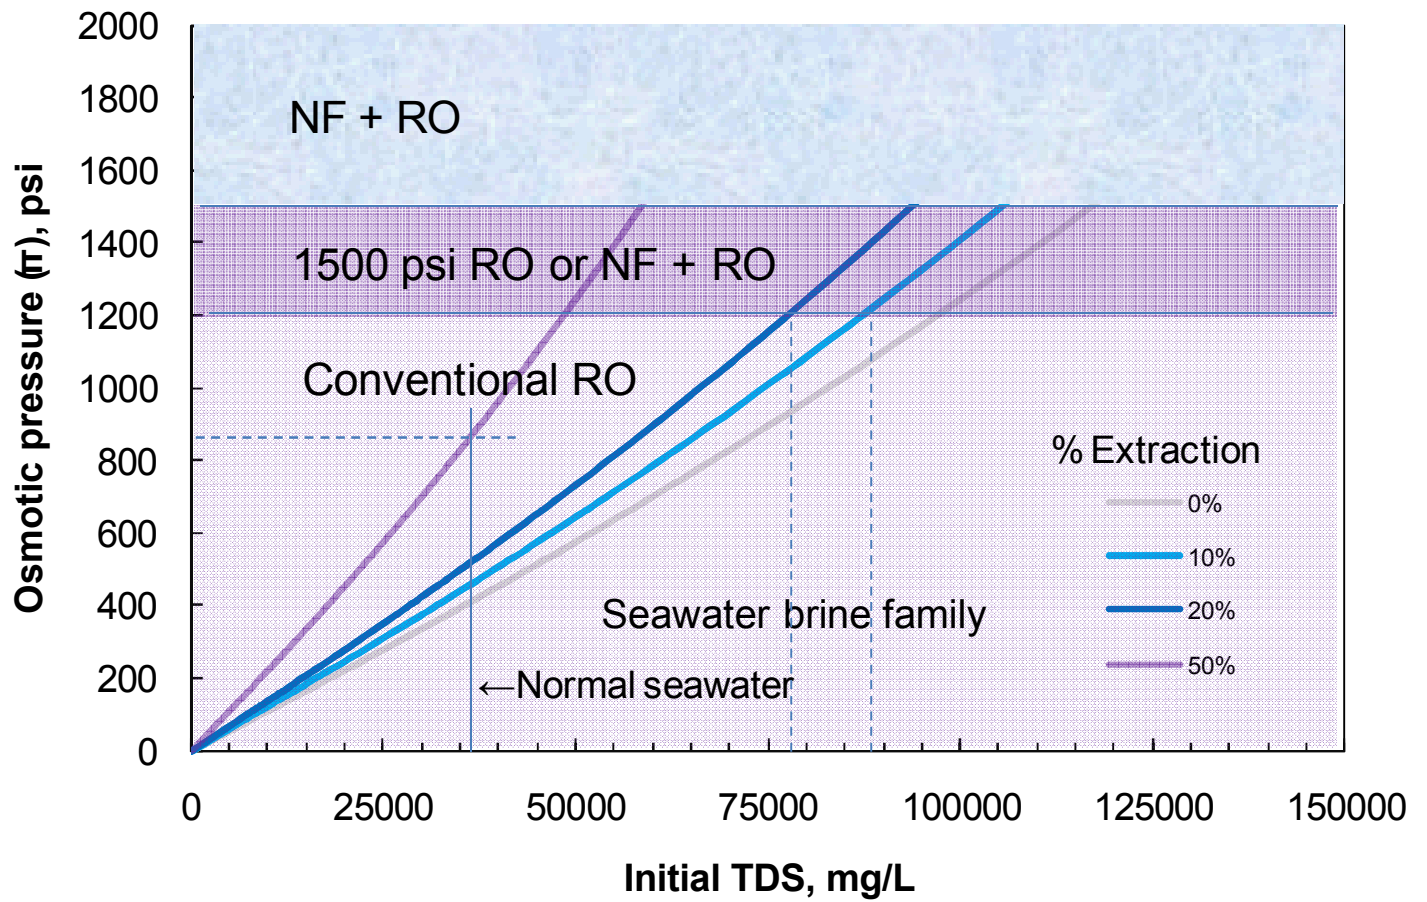 2000
1800
1600
1400
1200
1000
800
600
400
200
0
Osmotic pressure (π), psi
NF + RO
1500 psi RO or NF + RO
Conventional RO
% Extraction
0%
10%
20%
50%
Seawater brine family
←Normal seawater
0 25000 50000 75000 100000 125000 150000
Initial TDS, mg/L